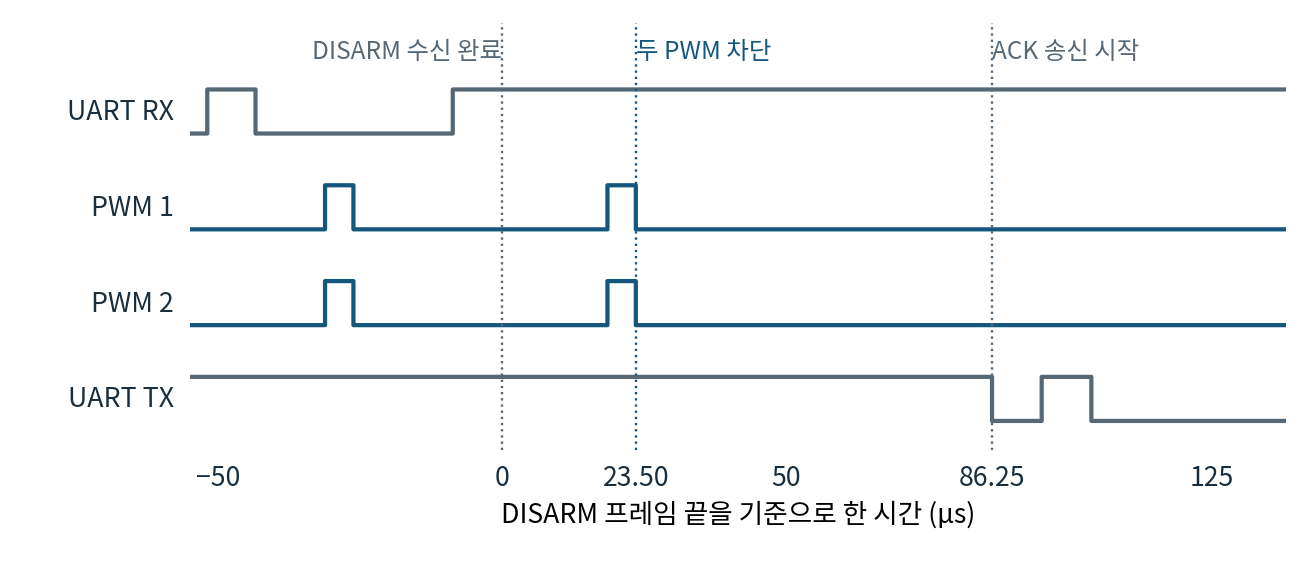 DISARM 수신 완료
두 PWM 차단
ACK 송신 시작
UART RX
PWM 1
PWM 2
UART TX
−50
0
23.50
50
86.25
125
DISARM 프레임 끝을 기준으로 한 시간 (µs)